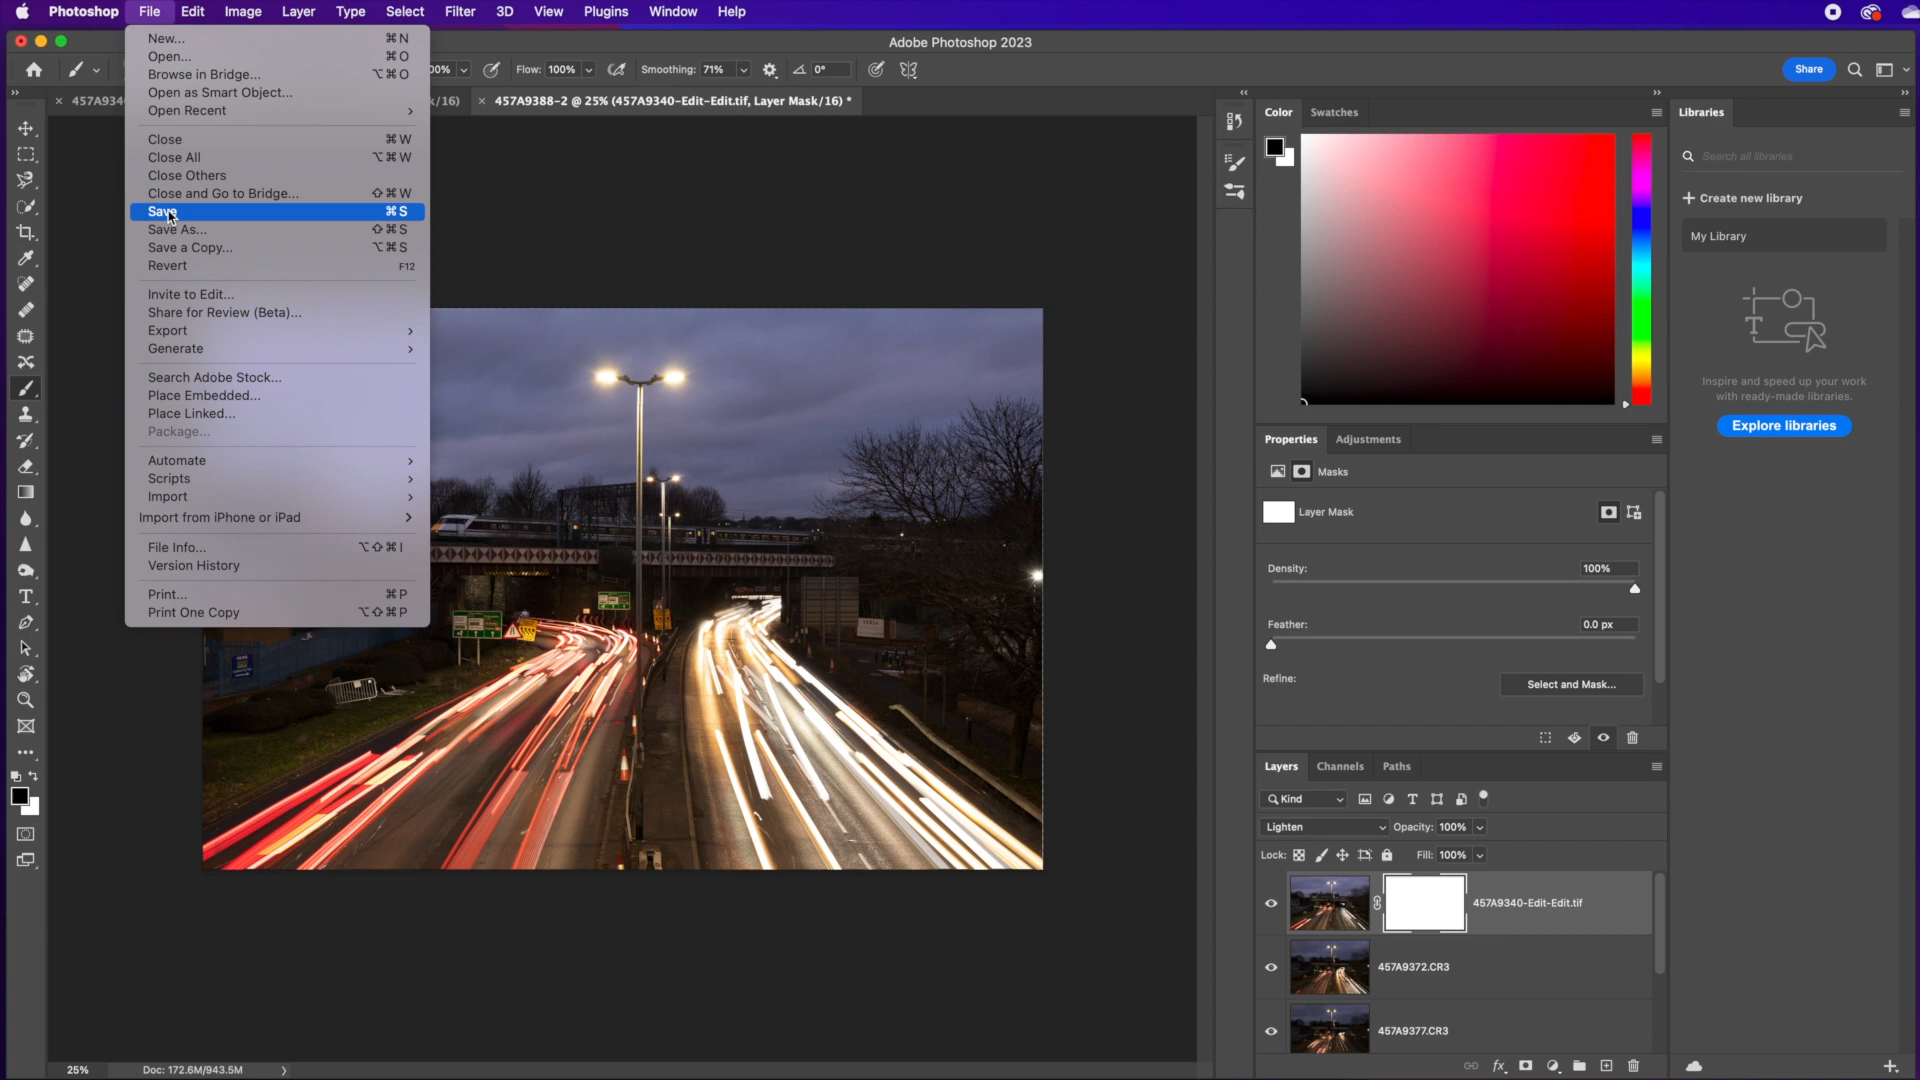 Photoshop File Edit Image Layer Type Select Filter 3D View Plugins Window Help
Adobe Photoshop 2023
00% Flow: 100% Smoothing: 71% 0° Share
457A934 k/16) 457A9388-2 @ 25% (457A9340-Edit-Edit.tif, Layer Mask/16) *
New... ⌘N
Open... ⌘O
Browse in Bridge... ⌥⌘O
Open as Smart Object...
Open Recent
Close ⌘W
Close All ⌥⌘W
Close Others
Close and Go to Bridge... ⇧⌘W
Save ⌘S
Save As... ⇧⌘S
Save a Copy... ⌥⌘S
Revert F12
Invite to Edit...
Share for Review (Beta)...
Export
Generate
Search Adobe Stock...
Place Embedded...
Place Linked...
Package...
Automate
Scripts
Import
Import from iPhone or iPad
File Info... ⌥⇧⌘I
Version History
Print... ⌘P
Print One Copy ⌥⇧⌘P
25% Doc: 172.6M/943.5M
Color Swatches
Properties Adjustments
Masks
Layer Mask
Density: 100%
Feather: 0.0 px
Refine: Select and Mask...
Layers Channels Paths
Kind
Lighten Opacity: 100%
Lock: Fill: 100%
457A9340-Edit-Edit.tif
457A9372.CR3
457A9377.CR3
Libraries
Search all libraries
Create new library
My Library
Inspire and speed up your work
with ready-made libraries.
Explore libraries